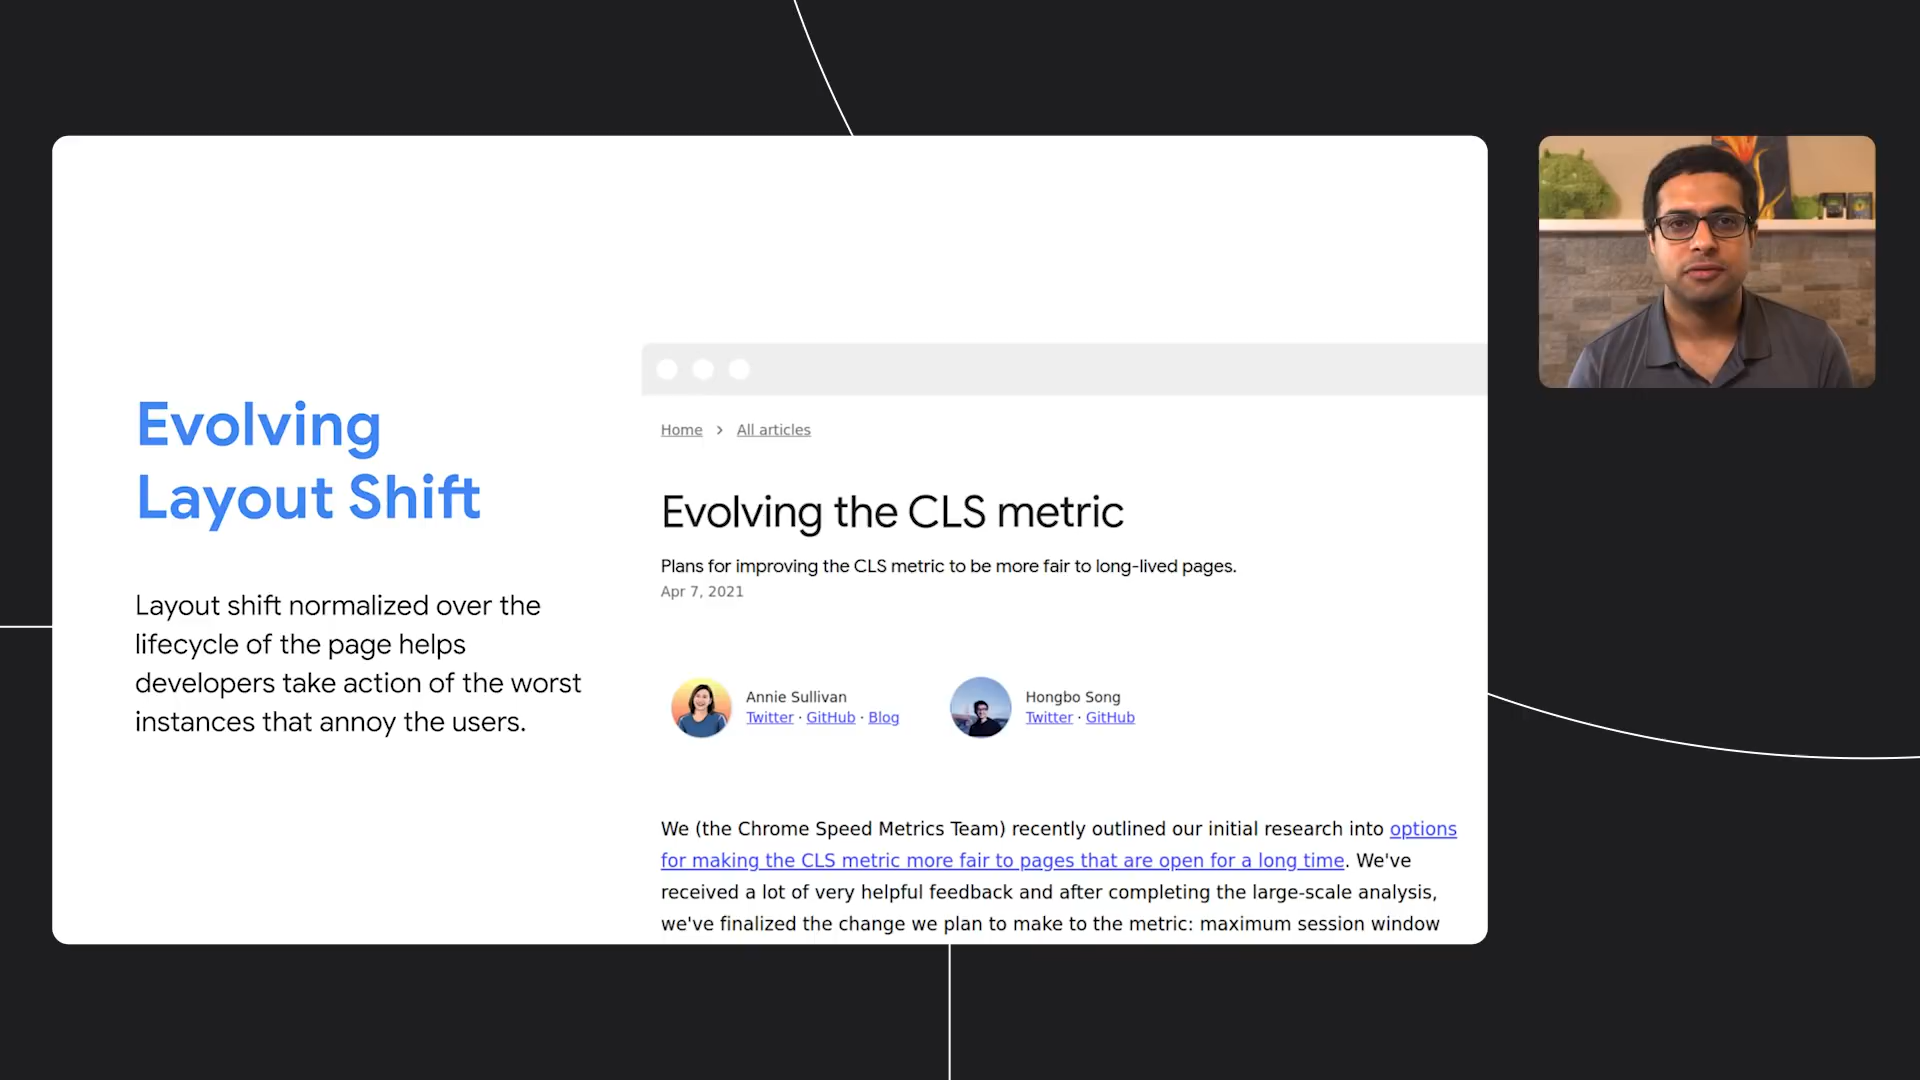 Evolving
Layout Shift
Layout shift normalized over the
lifecycle of the page helps
developers take action of the worst
instances that annoy the users.
Home > All articles
Evolving the CLS metric
Plans for improving the CLS metric to be more fair to long-lived pages.
Apr 7, 2021
Annie Sullivan
Twitter · GitHub · Blog
Hongbo Song
Twitter · GitHub
We (the Chrome Speed Metrics Team) recently outlined our initial research into options
for making the CLS metric more fair to pages that are open for a long time. We've
received a lot of very helpful feedback and after completing the large-scale analysis,
we've finalized the change we plan to make to the metric: maximum session window